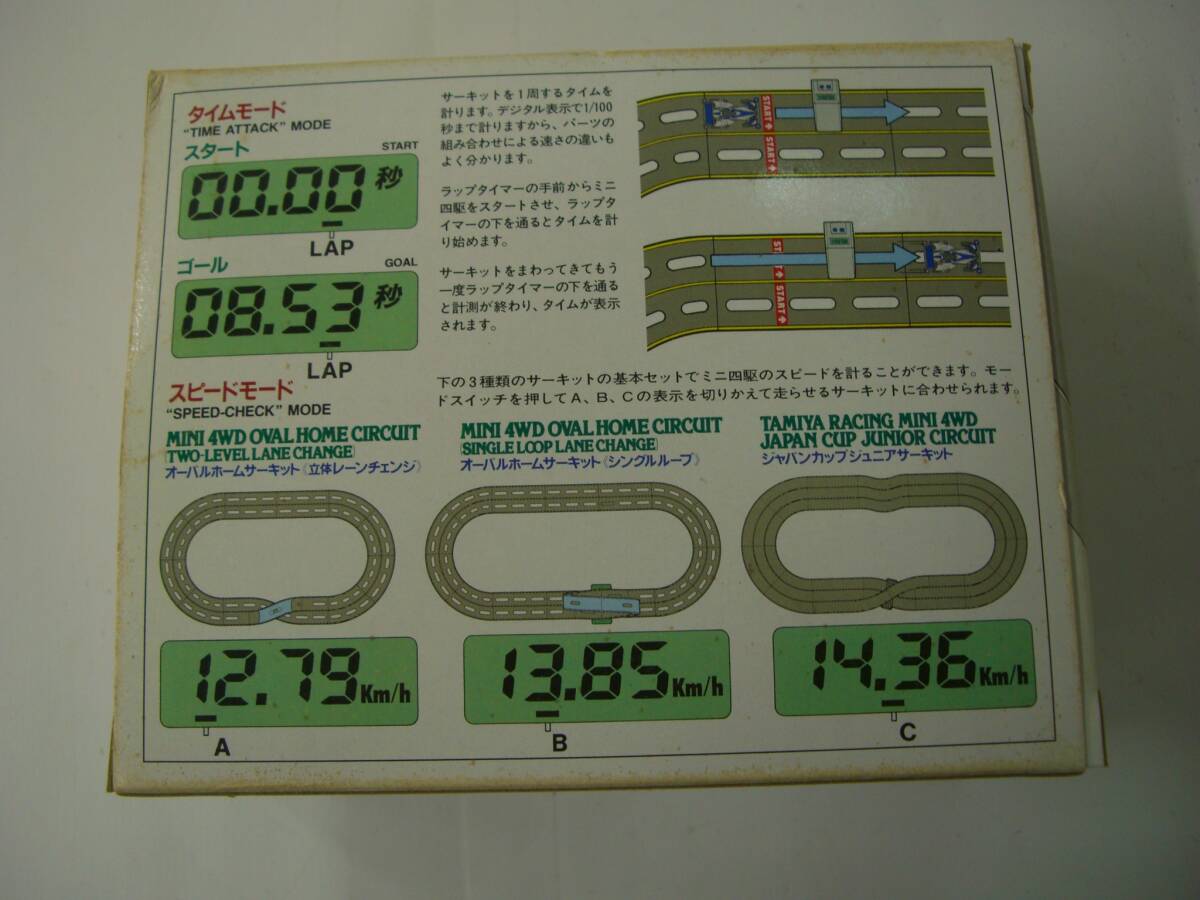 タイムモード
"TIME ATTACK" MODE
スタート
START
00.00秒
LAP
ゴール
GOAL
08.53秒
LAP
サーキットを1周するタイムを
計ります。デジタル表示で1/100
秒まで計りますから、パーツの
組み合わせによる速さの違いも
よく分かります。
ラップタイマーの手前からミニ
四駆をスタートさせ、ラップタ
イマーの下を通るとタイムを計
り始めます。
サーキットをまわってきてもう
一度ラップタイマーの下を通る
と計測が終わり、タイムが表示
されます。
START
START
START
START
スピードモード
"SPEED-CHECK" MODE
下の3種類のサーキットの基本セットでミニ四駆のスピードを計ることができます。モー
ドスイッチを押してA、B、Cの表示を切りかえて走らせるサーキットに合わせられます。
MINI 4WD OVAL HOME CIRCUIT
(TWO-LEVEL LANE CHANGE)
オーバルホームサーキット《立体レーンチェンジ》
12.79Km/h
A
MINI 4WD OVAL HOME CIRCUIT
(SINGLE LOOP LANE CHANGE)
オーバルホームサーキット《シングルループ》
13.85Km/h
B
TAMIYA RACING MINI 4WD
JAPAN CUP JUNIOR CIRCUIT
ジャパンカップジュニアサーキット
14.36Km/h
C